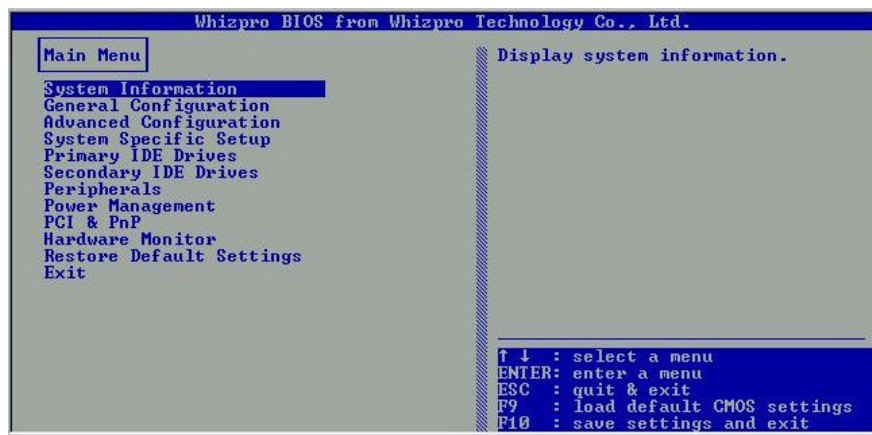 Whizpro BIOS from Whizpro Technology Co., Ltd.
Main Menu
System Information
General Configuration
Advanced Configuration
System Specific Setup
Primary IDE Drives
Secondary IDE Drives
Peripherals
Power Management
PCI & PnP
Hardware Monitor
Restore Default Settings
Exit
Display system information.
↑ ↓ : select a menu
ENTER: enter a menu
ESC : quit & exit
F9 : load default CMOS settings
F10 : save settings and exit